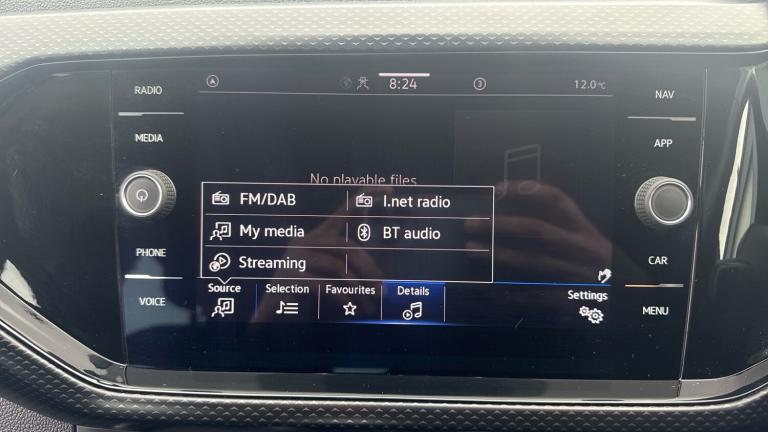 RADIO
MEDIA
PHONE
VOICE
8:24
3
12.0°C
No playable files
FM/DAB
I.net radio
My media
BT audio
Streaming
Source
Selection
Favourites
Details
Settings
NAV
APP
CAR
MENU